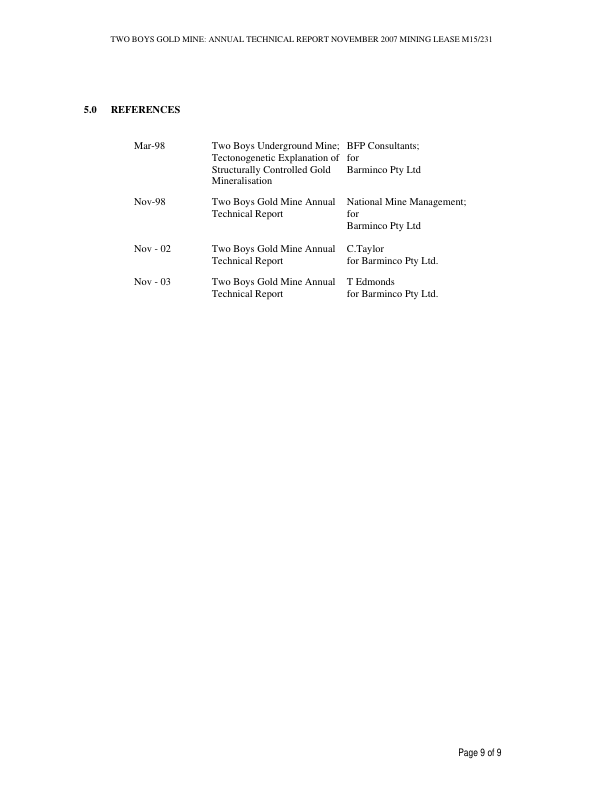 TWO BOYS GOLD MINE: ANNUAL TECHNICAL REPORT NOVEMBER 2007 MINING LEASE M15/231
5.0 REFERENCES
Mar-98 Two Boys Underground Mine; BFP Consultants;
Tectonogenetic Explanation of for
Structurally Controlled Gold Barminco Pty Ltd
Mineralisation
Nov-98 Two Boys Gold Mine Annual National Mine Management;
Technical Report for
Barminco Pty Ltd
Nov - 02 Two Boys Gold Mine Annual C.Taylor
Technical Report for Barminco Pty Ltd.
Nov - 03 Two Boys Gold Mine Annual T Edmonds
Technical Report for Barminco Pty Ltd.
Page 9 of 9